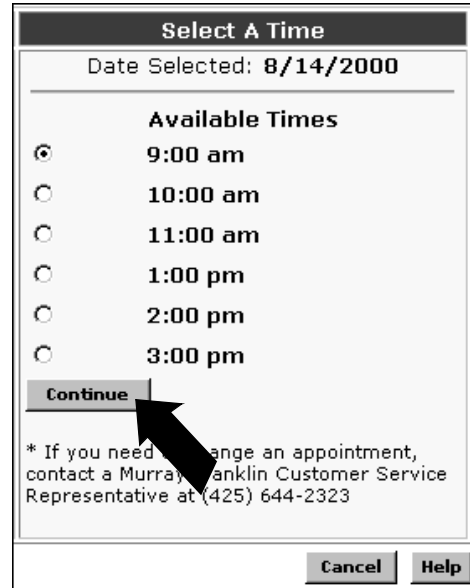 Select A Time
Date Selected: 8/14/2000
Available Times
9:00 am
10:00 am
11:00 am
1:00 pm
2:00 pm
3:00 pm
Continue
* If you need ange an appointment,
contact a Murray anklin Customer Service
Representative at (425) 644-2323
Cancel Help